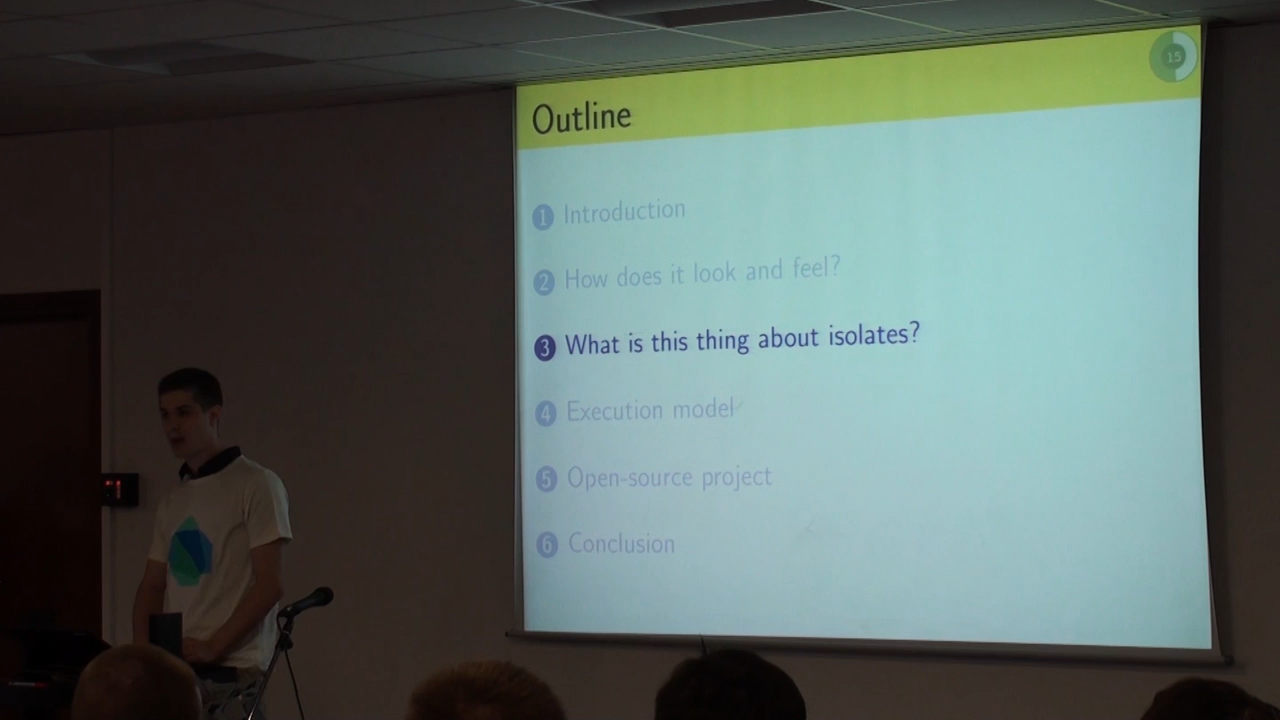 15
Outline
1 Introduction
2 How does it look and feel?
3 What is this thing about isolates?
4 Execution model
5 Open-source project
6 Conclusion